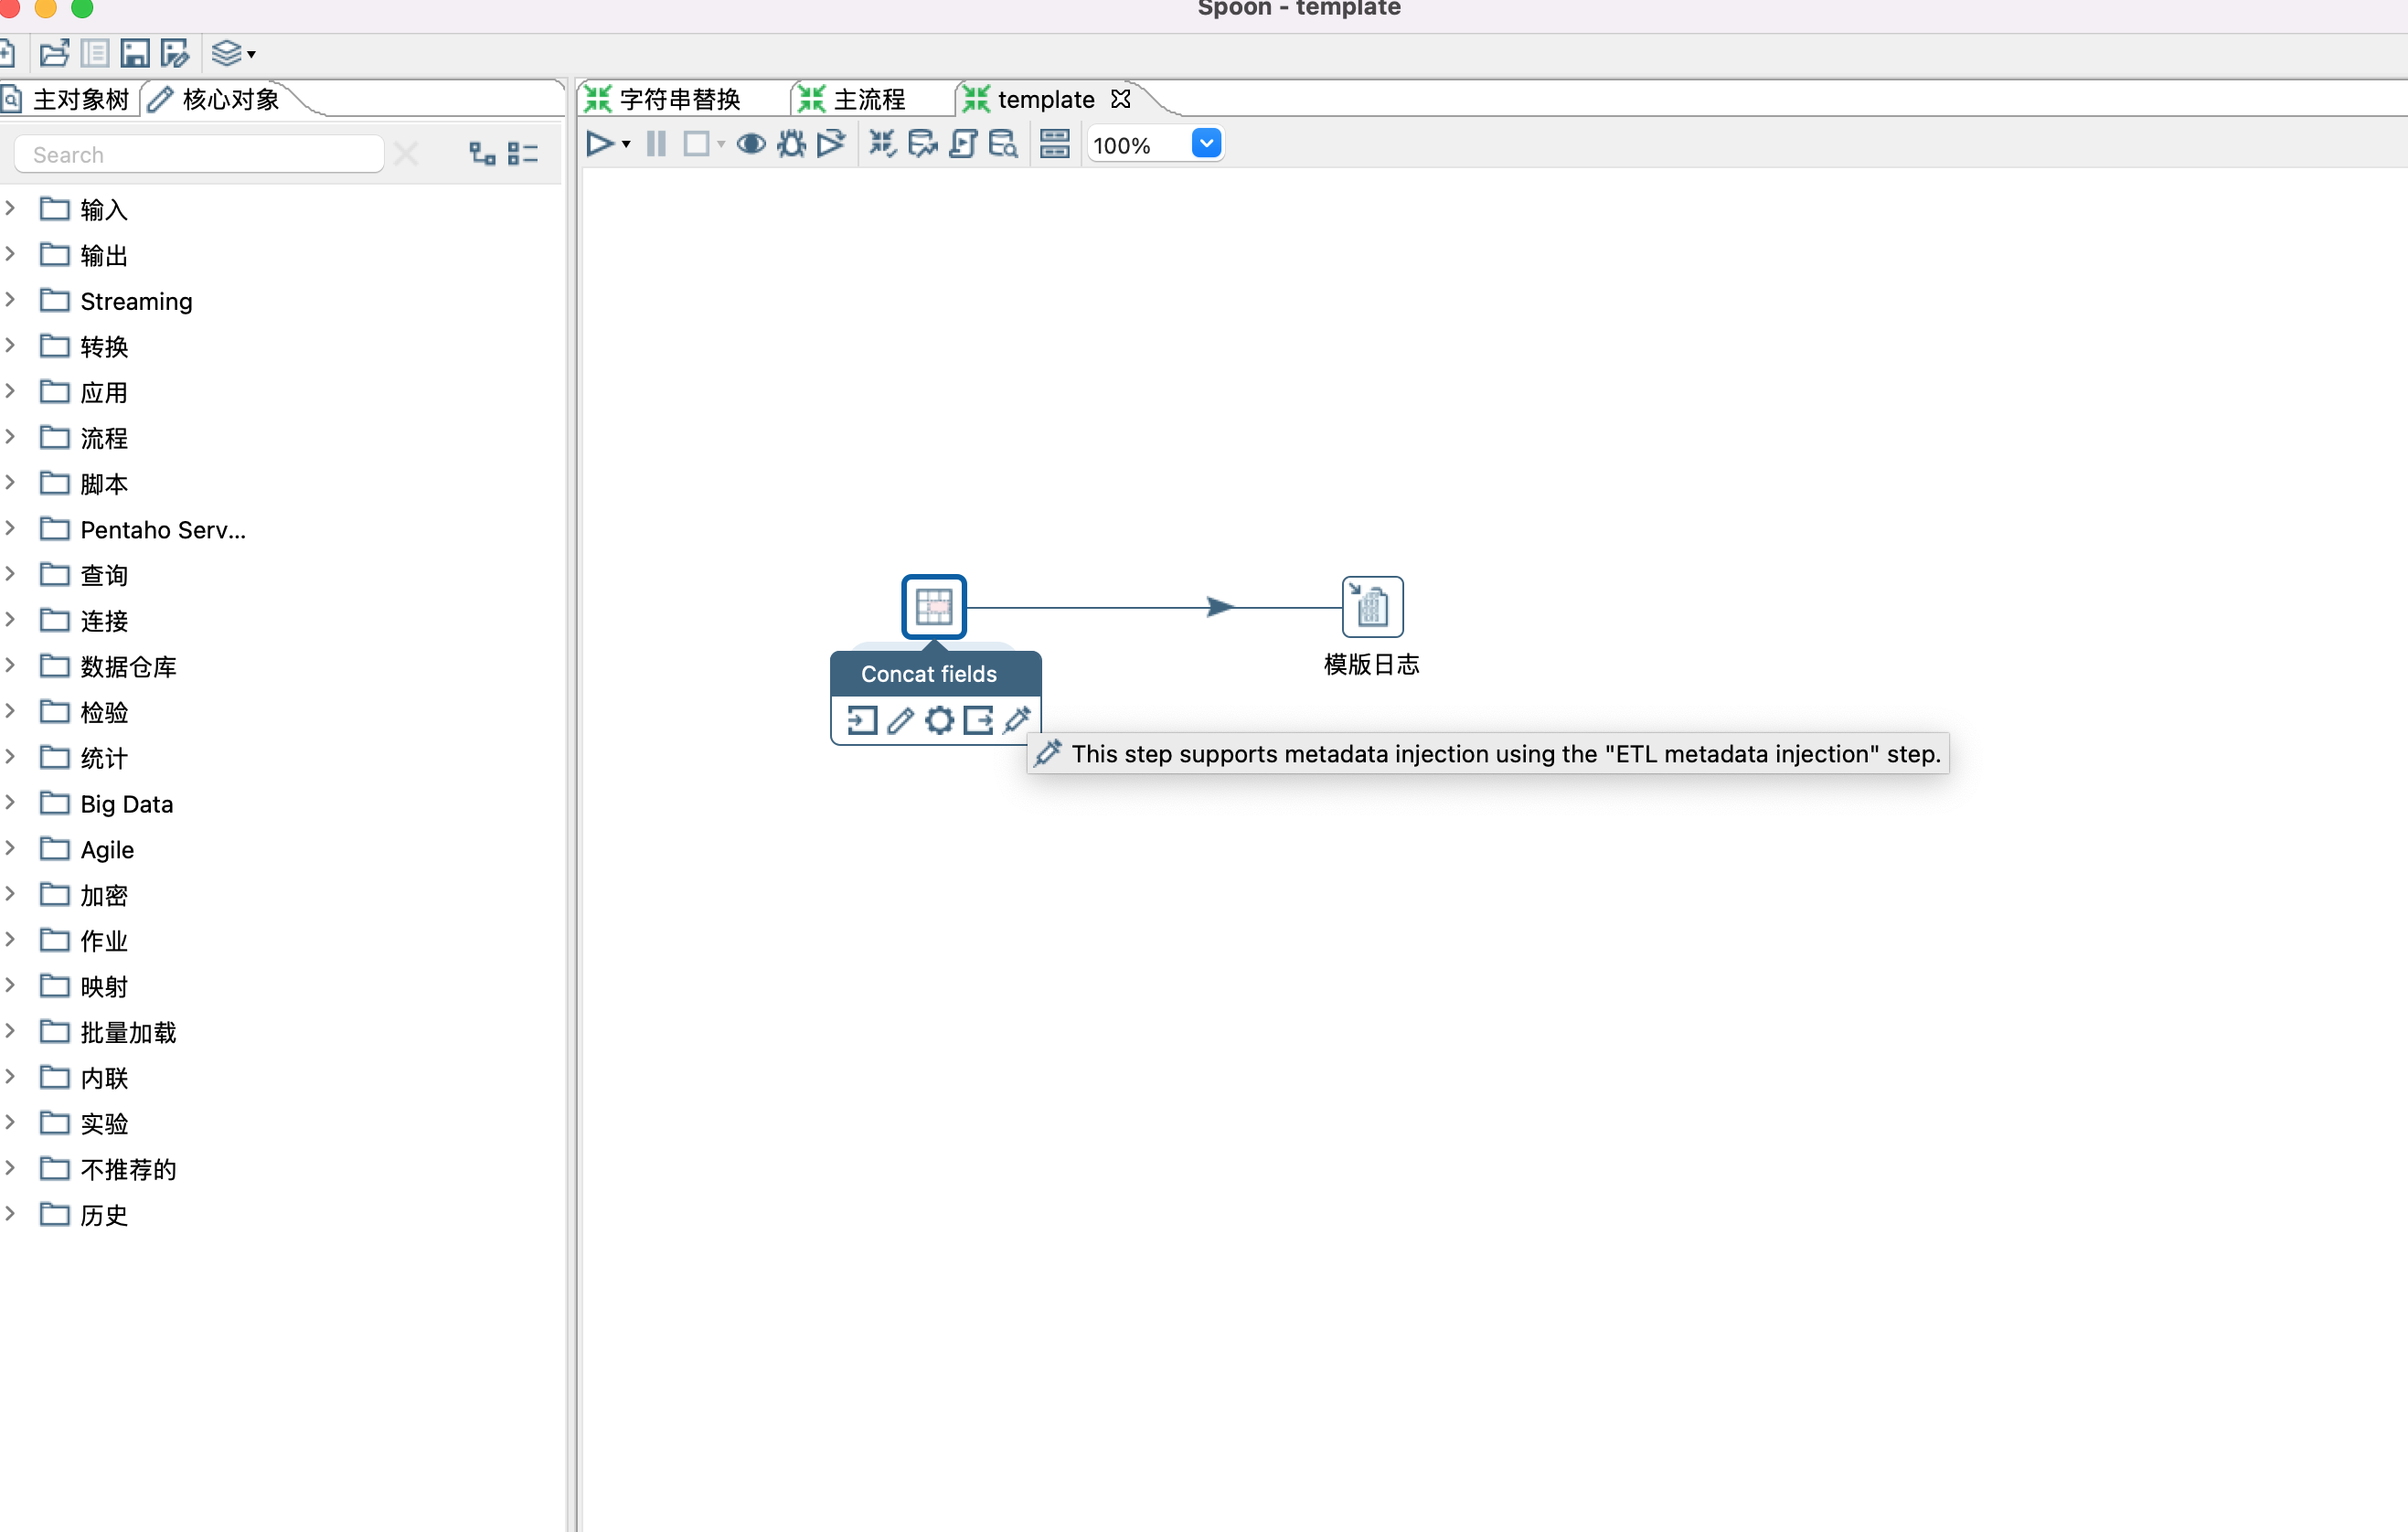 Spoon - template
主对象树
核心对象
字符串替换
主流程
template
Search
100%
输入
输出
Streaming
转换
应用
流程
脚本
Pentaho Serv...
查询
连接
数据仓库
检验
统计
Big Data
Agile
加密
作业
映射
批量加载
内联
实验
不推荐的
历史
Concat fields
模版日志
This step supports metadata injection using the "ETL metadata injection" step.